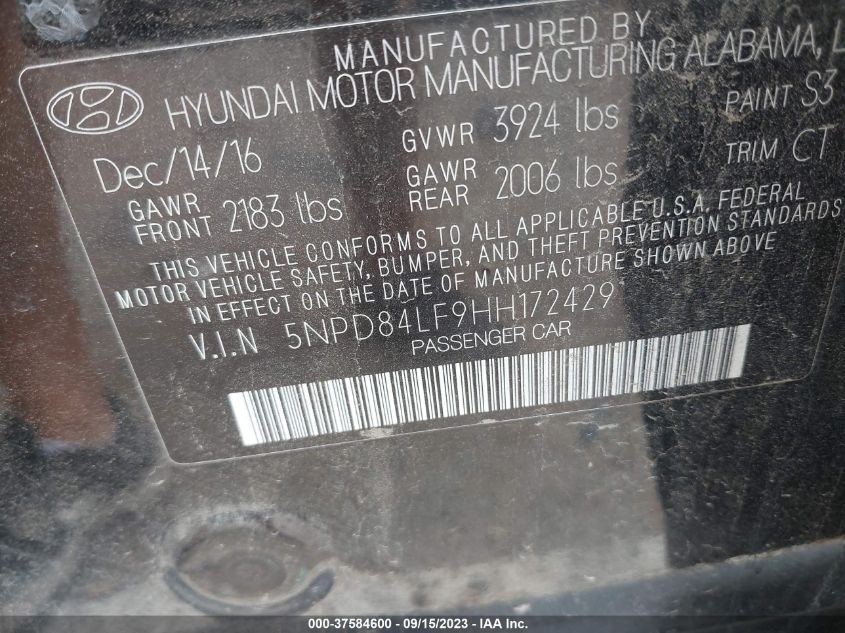 MANUFACTURED BY
HYUNDAI MOTOR MANUFACTURING ALABAMA, L
Dec/14/16 GVWR 3924 lbs PAINT S3
GAWR FRONT 2183 lbs GAWR REAR 2006 lbs TRIM CT
THIS VEHICLE CONFORMS TO ALL APPLICABLE U.S.A. FEDERAL
MOTOR VEHICLE SAFETY, BUMPER, AND THEFT PREVENTION STANDARDS
IN EFFECT ON THE DATE OF MANUFACTURE SHOWN ABOVE
V.I.N 5NPD84LF9HH172429
PASSENGER CAR
000-37584600 - 09/15/2023 - IAA Inc.